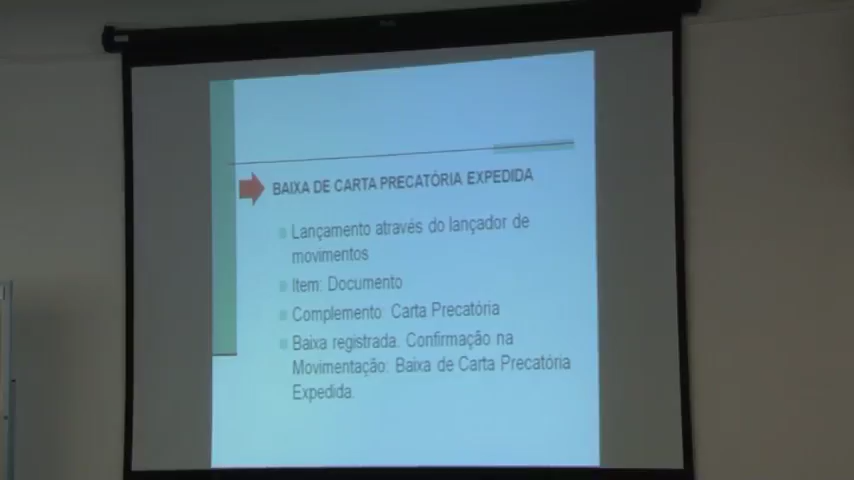 BAIXA DE CARTA PRECATÓRIA EXPEDIDA
Lançamento através do lançador de
movimentos
Item: Documento
Complemento: Carta Precatória
Baixa registrada. Confirmação na
Movimentação: Baixa de Carta Precatória
Expedida.